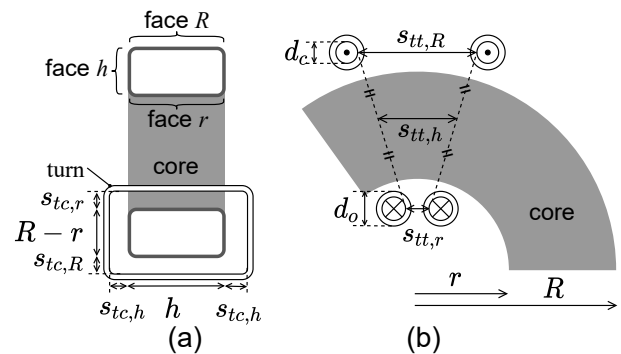 face R
face h
face r
core
turn
s_{tc,r}
R − r
s_{tc,R}
s_{tc,h} h s_{tc,h}
(a)
s_{tt,R}
d_c
s_{tt,h}
d_o
s_{tt,r}
core
r
R
(b)